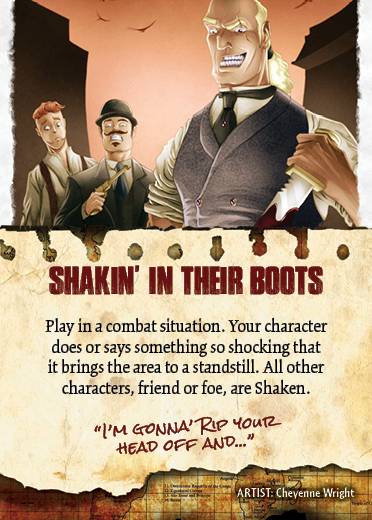 SHAKIN' IN THEIR BOOTS
Play in a combat situation. Your character
does or says something so shocking that
it brings the area to a standstill. All other
characters, friend or foe, are Shaken.
"I'M GONNA' RIP YOUR
HEAD OFF AND..."
ARTIST: Cheyenne Wright